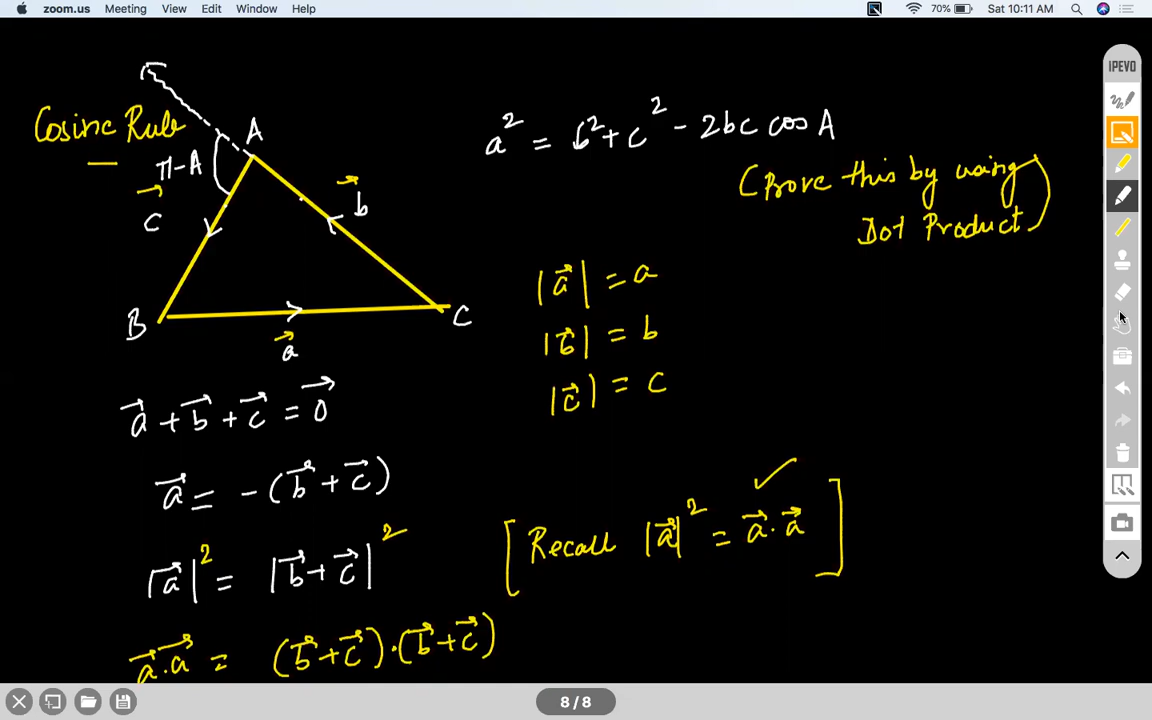 zoom.us Meeting View Edit Window Help 70% Sat 10:11 AM
IPEVO
Cosine Rule
A
π-A
c⃗
b⃗
B
C
a⃗
a² = b² + c² - 2bc cos A
(Prove this by using
Dot Product)
|a⃗| = a
|b⃗| = b
|c⃗| = c
a⃗ + b⃗ + c⃗ = 0⃗
a⃗ = -(b⃗ + c⃗)
|a⃗|² = |b⃗ + c⃗|²
[Recall |a⃗|² = a⃗·a⃗]
a⃗·a⃗ = (b⃗ + c⃗)·(b⃗ + c⃗)
8/8